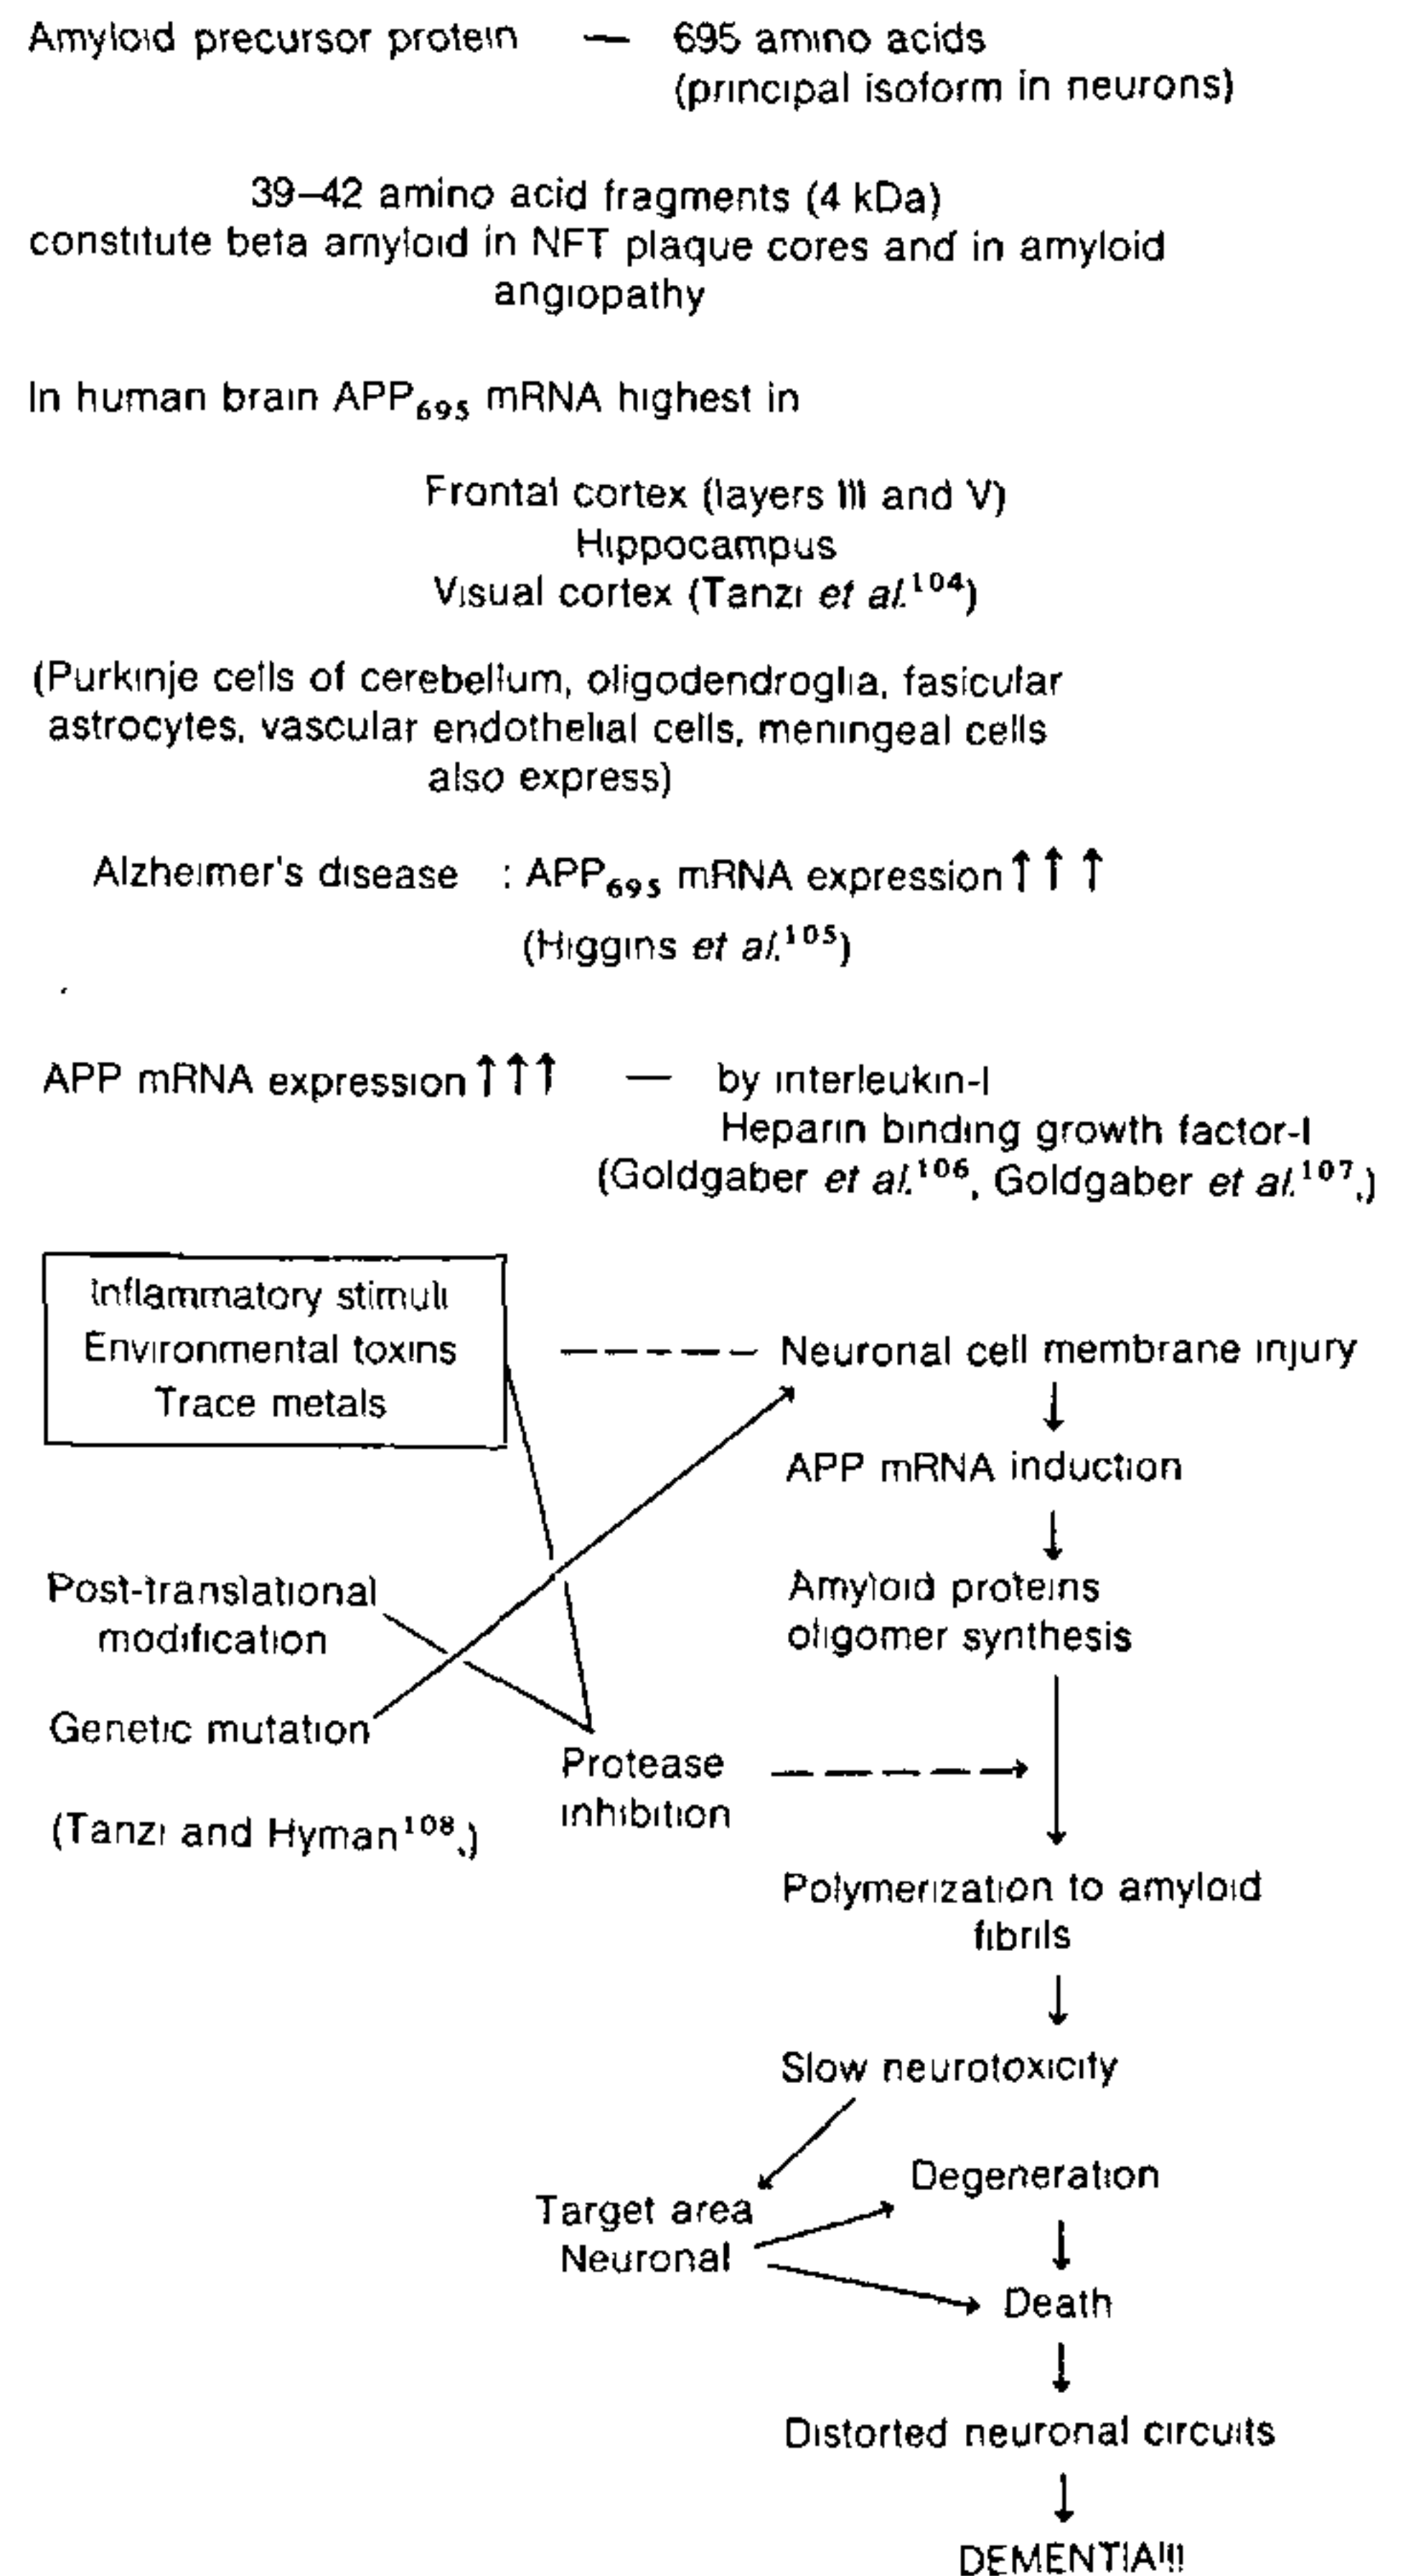 Amyloid precursor protein — 695 amino acids
(principal isoform in neurons)
39–42 amino acid fragments (4 kDa)
constitute beta amyloid in NFT plaque cores and in amyloid
angiopathy
In human brain APP₆₉₅ mRNA highest in
Frontal cortex (layers III and V)
Hippocampus
Visual cortex (Tanzi et al.¹⁰⁴)
(Purkinje cells of cerebellum, oligodendroglia, fasicular
astrocytes, vascular endothelial cells, meningeal cells
also express)
Alzheimer's disease : APP₆₉₅ mRNA expression↑↑↑
(Higgins et al.¹⁰⁵)
APP mRNA expression↑↑↑ — by interleukin-I
Heparin binding growth factor-I
(Goldgaber et al.¹⁰⁶, Goldgaber et al.¹⁰⁷.)
Inflammatory stimuli
Environmental toxins
Trace metals
Neuronal cell membrane injury
APP mRNA induction
Post-translational
modification
Amyloid proteins
oligomer synthesis
Genetic mutation
Protease
inhibition
(Tanzi and Hyman¹⁰⁸.)
Polymerization to amyloid
fibrils
Slow neurotoxicity
Target area
Neuronal
Degeneration
Death
Distorted neuronal circuits
DEMENTIA!!!